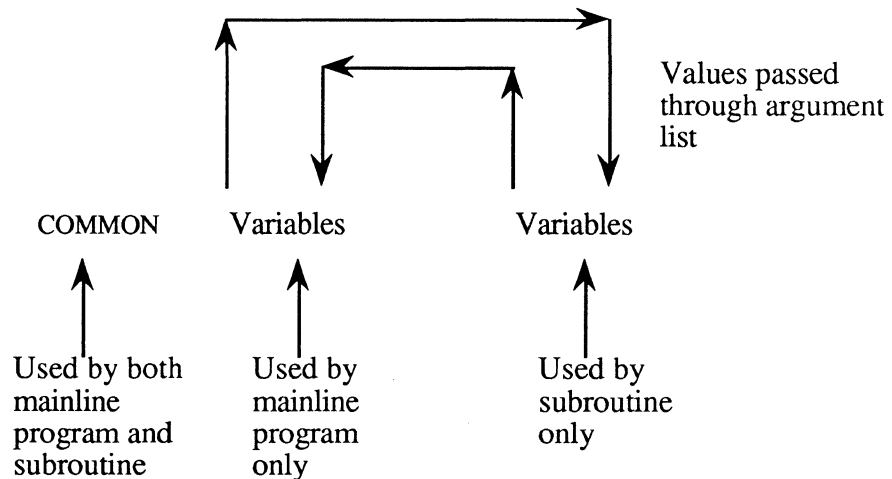 Values passed
through argument
list
COMMON
Variables
Variables
Used by both
mainline
program and
subroutine
Used by
mainline
program
only
Used by
subroutine
only